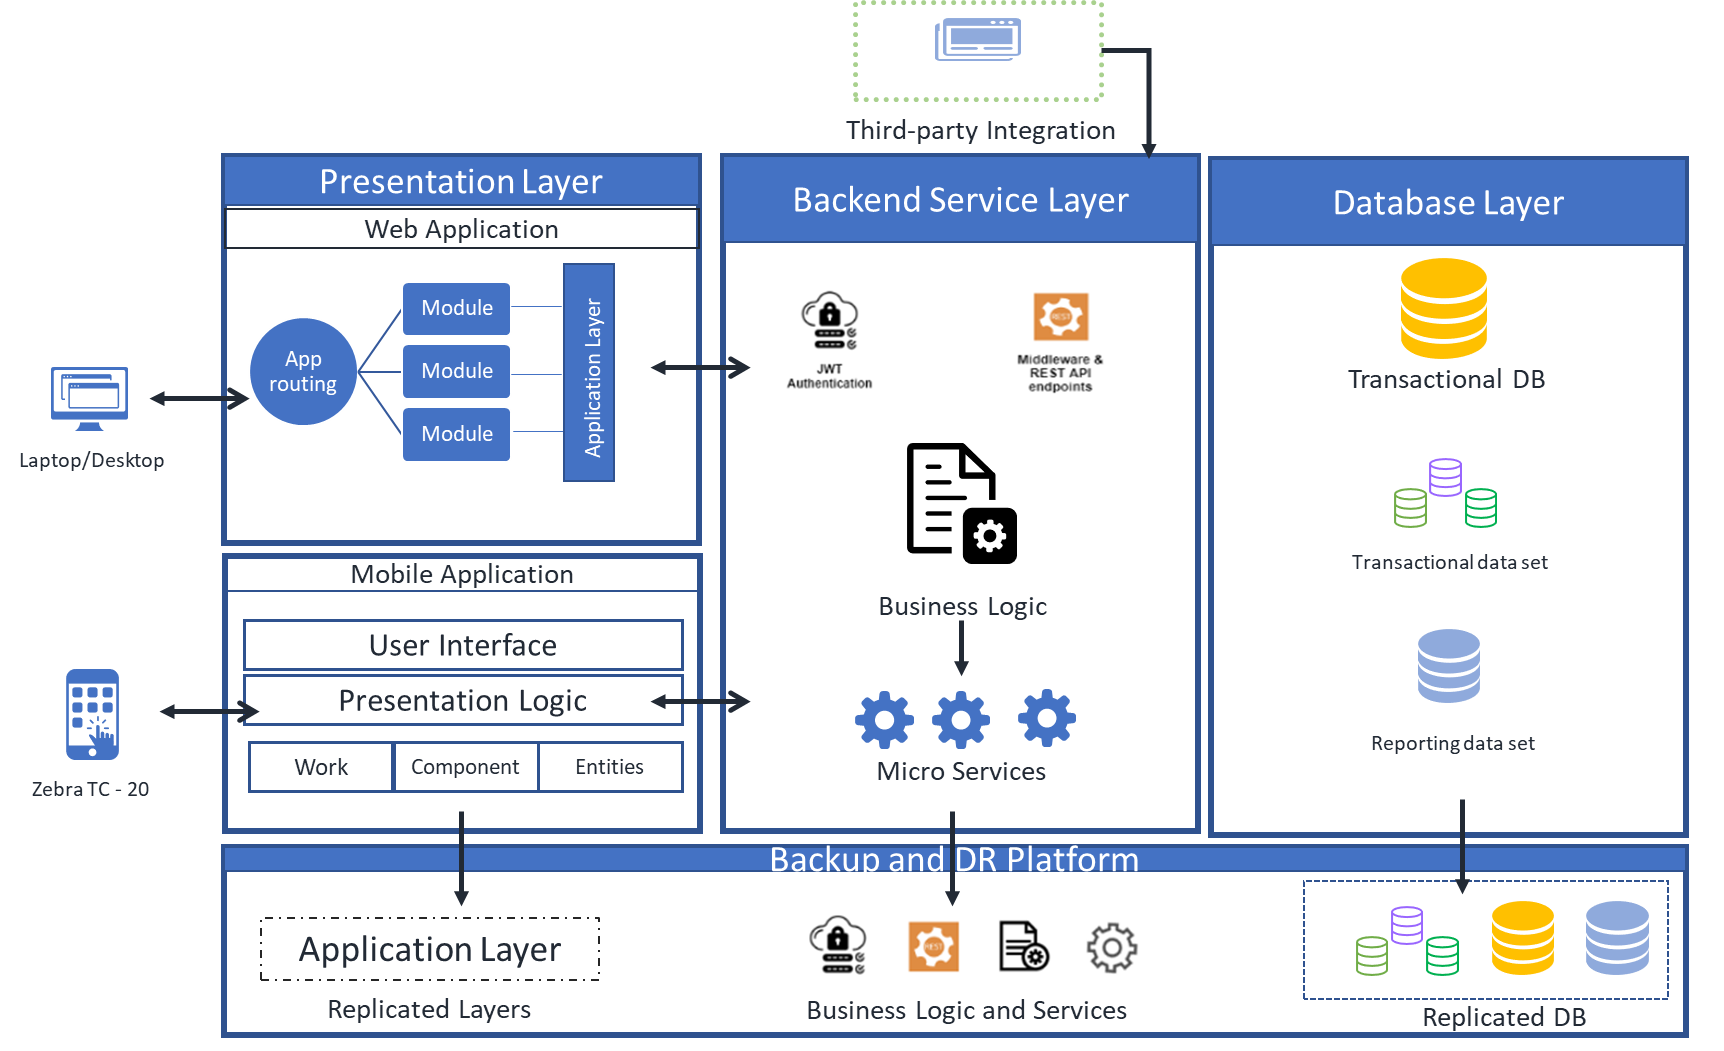 Third-party Integration
Presentation Layer
Web Application
App
routing
Module
Module
Module
Application Layer
Laptop/Desktop
Mobile Application
User Interface
Presentation Logic
Work
Component
Entities
Zebra TC - 20
Backend Service Layer
JWT
Authentication
REST
Middleware &
REST API
endpoints
Business Logic
Micro Services
Database Layer
Transactional DB
Transactional data set
Reporting data set
Backup and DR Platform
Application Layer
Replicated Layers
REST
Business Logic and Services
Replicated DB